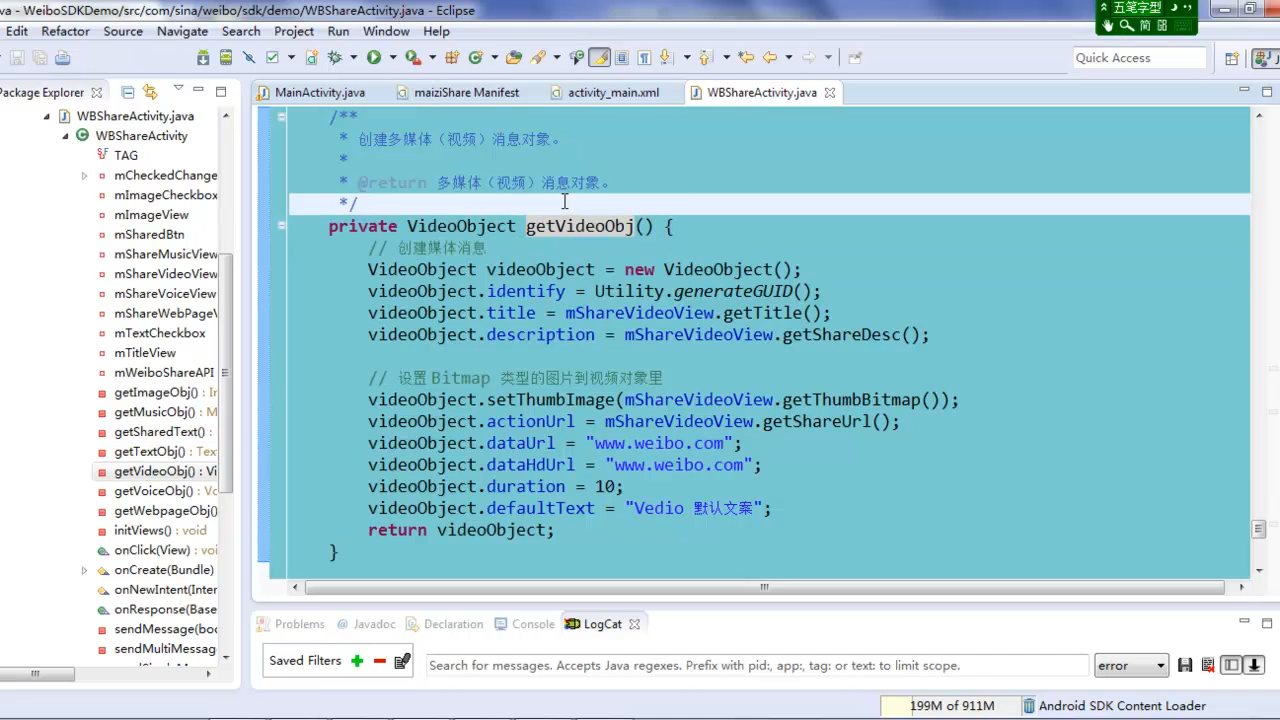 va - WeiboSDKDemo/src/com/sina/weibo/sdk/demo/WBShareActivity.java - Eclipse
五笔字型
简
Edit Refactor Source Navigate Search Project Run Window Help
Quick Access
Package Explorer
MainActivity.java maiziShare Manifest activity_main.xml WBShareActivity.java
WBShareActivity.java
WBShareActivity
TAG
mCheckedChange
mImageCheckbox
mImageView
mSharedBtn
mShareMusicView
mShareVideoView
mShareVoiceView
mShareWebPageV
mTextCheckbox
mTitleView
mWeiboShareAPI
getImageObj() : In
getMusicObj() : M
getSharedText() :
getTextObj() : Text
getVideoObj() : Vi
getVoiceObj() : Vo
getWebpageObj()
initViews() : void
onClick(View) : voi
onCreate(Bundle)
onNewIntent(Inter
onResponse(Base
sendMessage(boo
sendMultiMessag
/**
* 创建多媒体（视频）消息对象。
*
* @return 多媒体（视频）消息对象。
*/
private VideoObject getVideoObj() {
// 创建媒体消息
VideoObject videoObject = new VideoObject();
videoObject.identify = Utility.generateGUID();
videoObject.title = mShareVideoView.getTitle();
videoObject.description = mShareVideoView.getShareDesc();
// 设置 Bitmap 类型的图片到视频对象里
videoObject.setThumbImage(mShareVideoView.getThumbBitmap());
videoObject.actionUrl = mShareVideoView.getShareUrl();
videoObject.dataUrl = "www.weibo.com";
videoObject.dataHdUrl = "www.weibo.com";
videoObject.duration = 10;
videoObject.defaultText = "Vedio 默认文案";
return videoObject;
}
Problems @ Javadoc Declaration Console LogCat
Saved Filters
Search for messages. Accepts Java regexes. Prefix with pid:, app:, tag: or text: to limit scope.
error
199M of 911M
Android SDK Content Loader